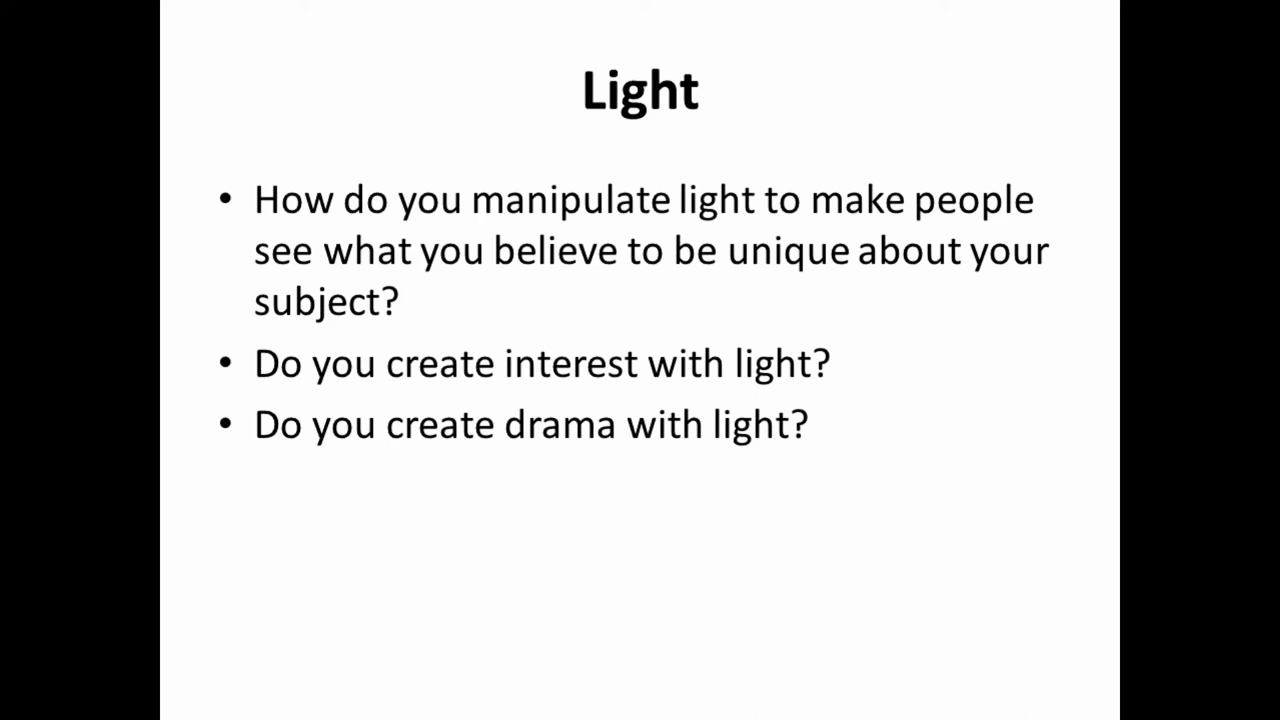 Light
• How do you manipulate light to make people
see what you believe to be unique about your
subject?
• Do you create interest with light?
• Do you create drama with light?